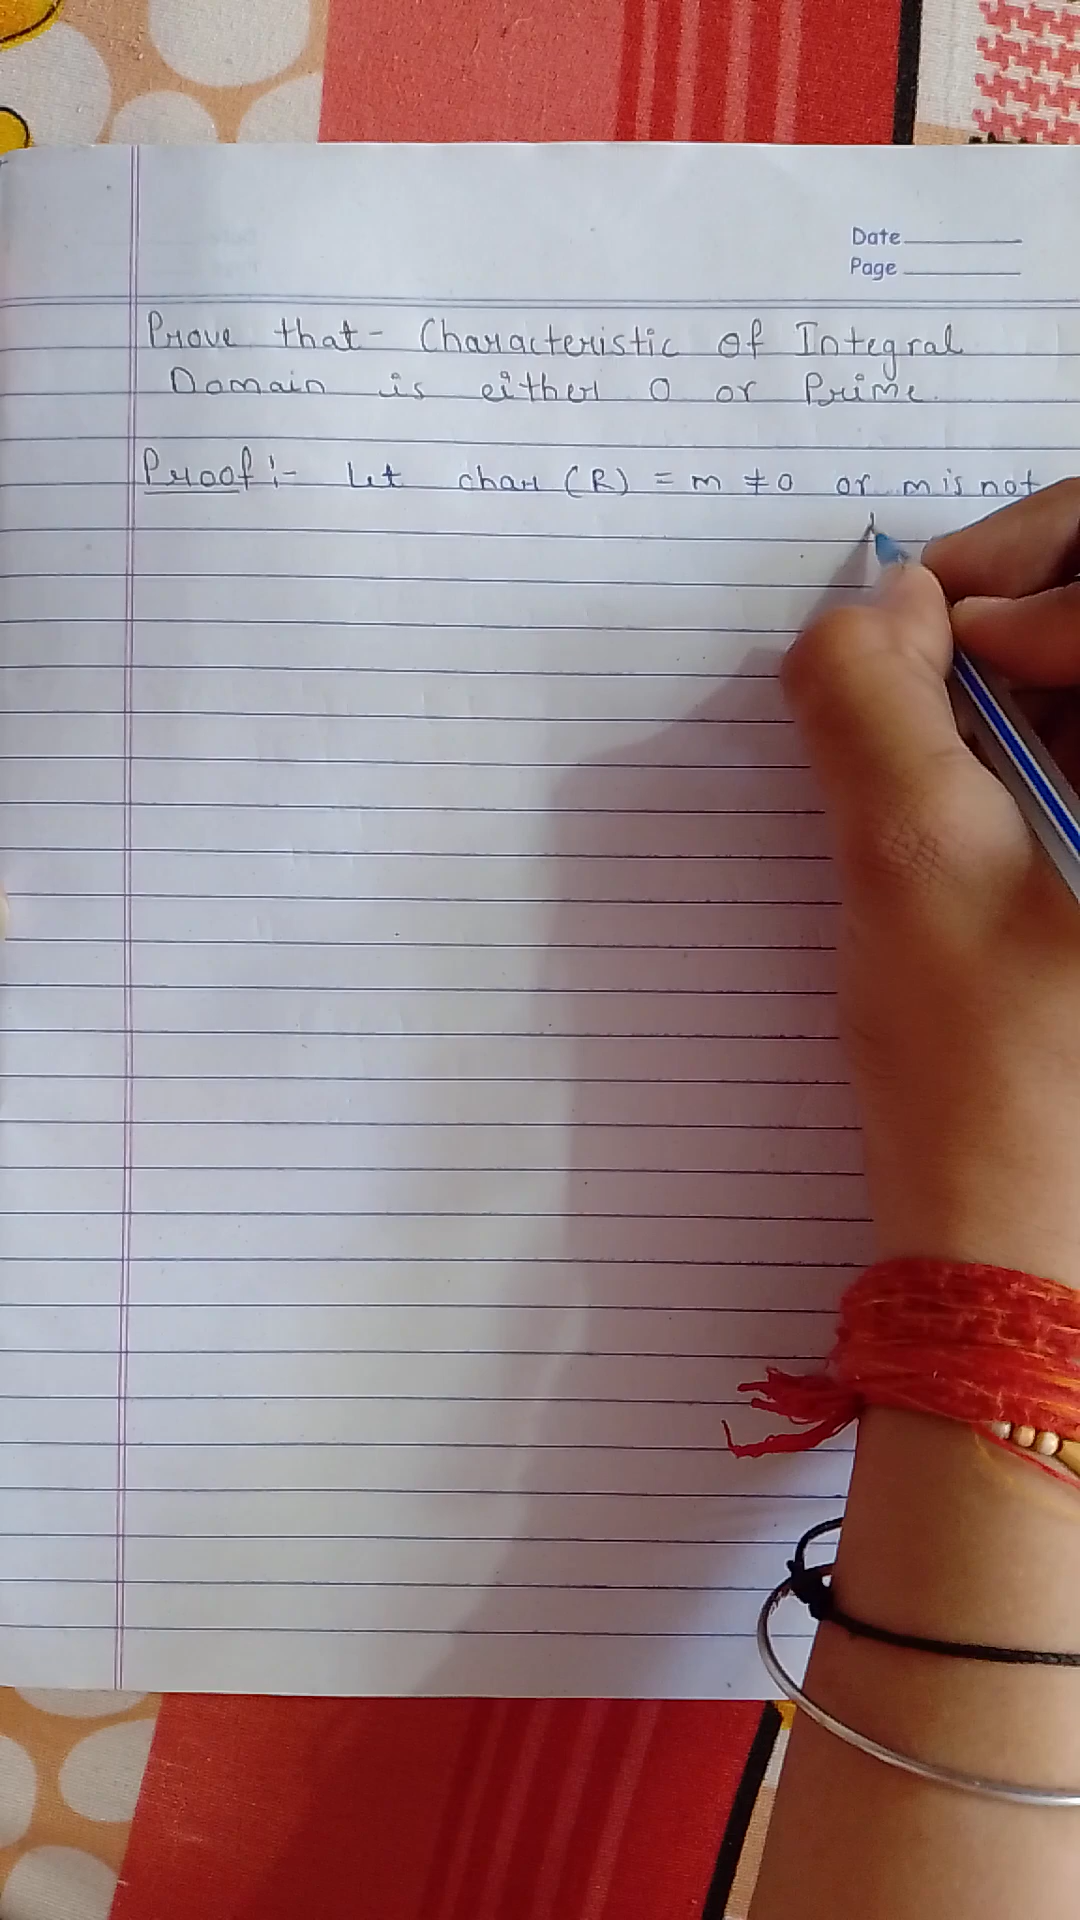 Date
Page
Prove that - Characteristic of Integral
Domain is either 0 or Prime.
Proof :- Let char (R) = m ≠ 0 or m is not